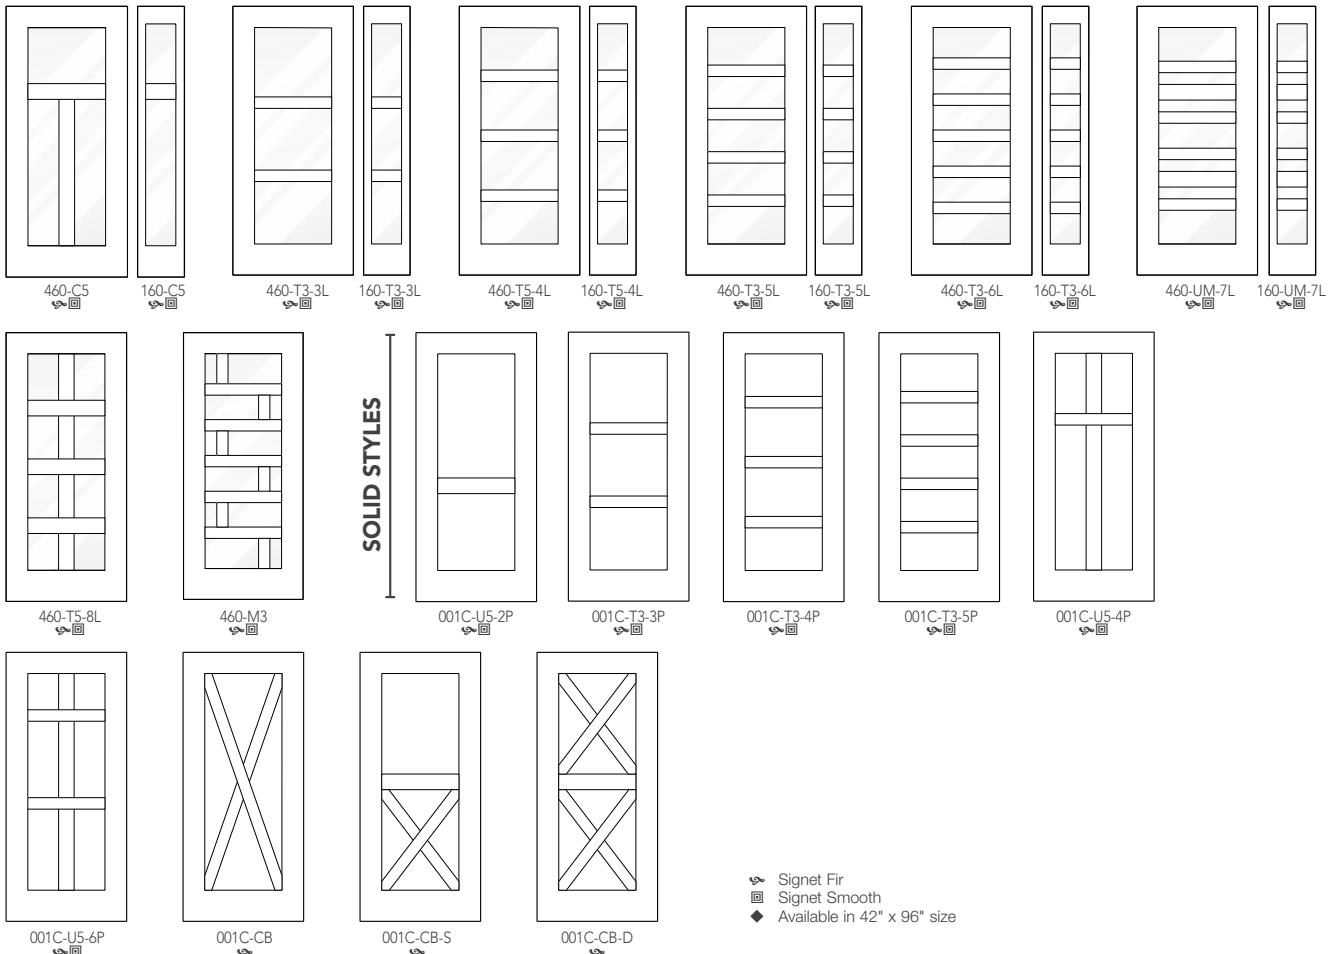 460-C5 160-C5 460-T3-3L 160-T3-3L 460-T5-4L 160-T5-4L 460-T3-5L 160-T3-5L 460-T3-6L 160-T3-6L 460-UM-7L 160-UM-7L
SOLID STYLES
460-T5-8L 460-M3 001C-U5-2P 001C-T3-3P 001C-T3-4P 001C-T3-5P 001C-U5-4P
001C-U5-6P 001C-CB 001C-CB-S 001C-CB-D
Signet Fir
Signet Smooth
Available in 42" x 96" size